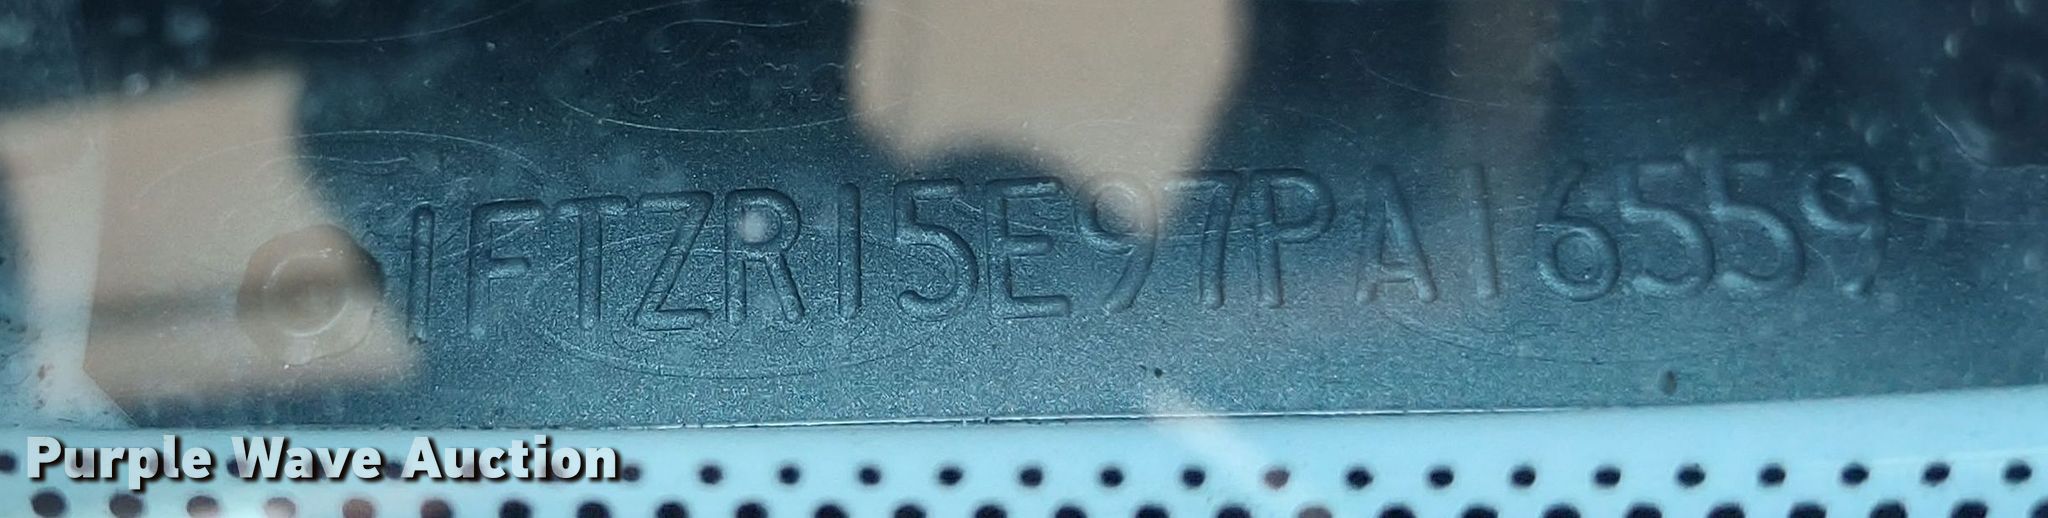 1FTZR15E97PA16559
Purple Wave Auction